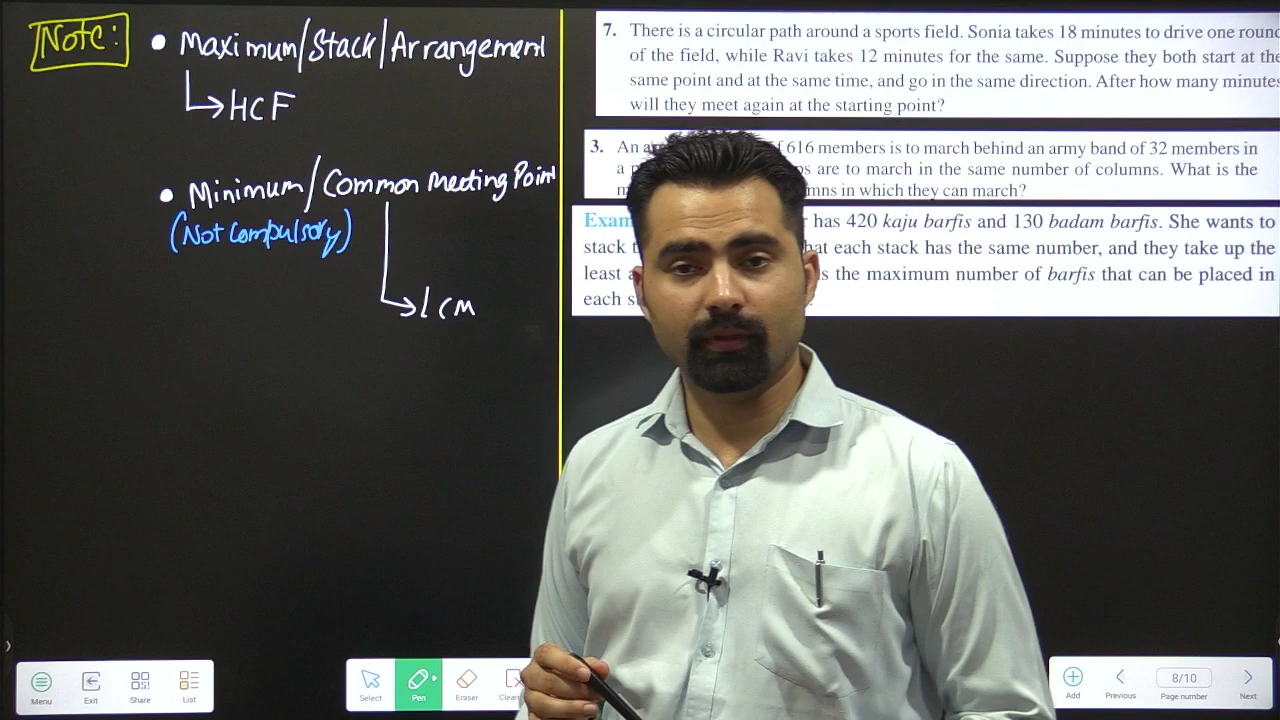 Note:
• Maximum/Stack/Arrangement
↳HCF
• Minimum/Common Meeting Point
(Not Compulsory)
↳LCM
7. There is a circular path around a sports field. Sonia takes 18 minutes to drive one round
of the field, while Ravi takes 12 minutes for the same. Suppose they both start at the
same point and at the same time, and go in the same direction. After how many minutes
will they meet again at the starting point?
3. An 616 members is to march behind an army band of 32 members in
a are to march in the same number of columns. What is the
in which they can march?
has 420 kaju barfis and 130 badam barfis. She wants to
stack each stack has the same number, and they take up the
least the maximum number of barfis that can be placed in
each
Menu
Exit
Share
List
Select
Pen
Eraser
Add
Previous
8/10
Page number
Next